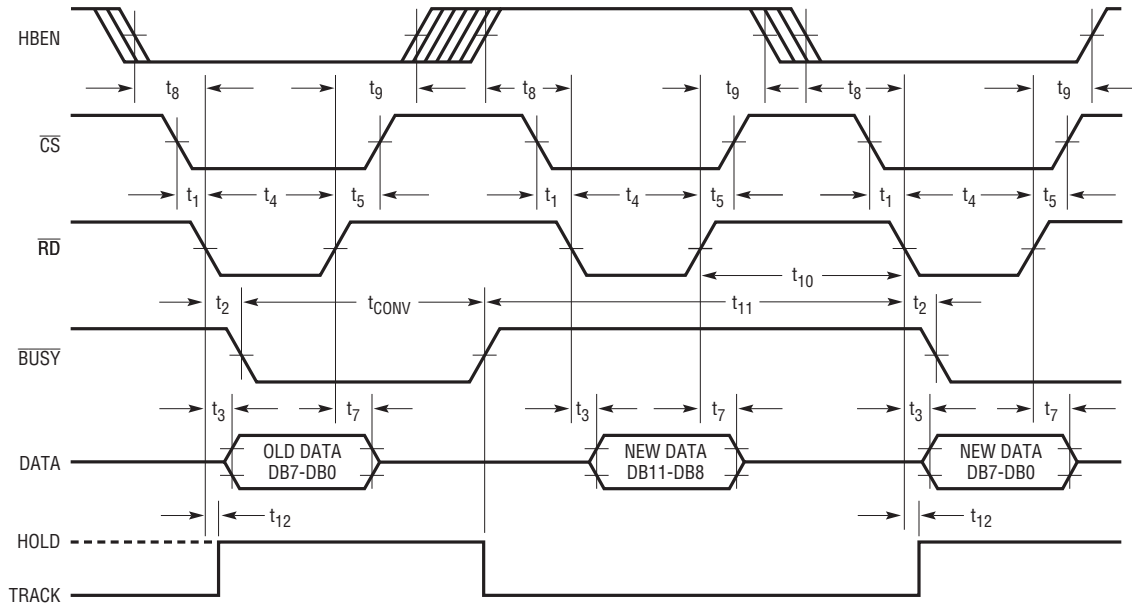 HBEN
t8 t9 t8 t9 t8 t9
CS
t1 t4 t5 t1 t4 t5 t1 t4 t5
RD
t10
t2 tCONV t11 t2
BUSY
t3 t7 t3 t7 t3 t7
DATA
OLD DATA
DB7-DB0
NEW DATA
DB11-DB8
NEW DATA
DB7-DB0
t12 t12
HOLD
TRACK